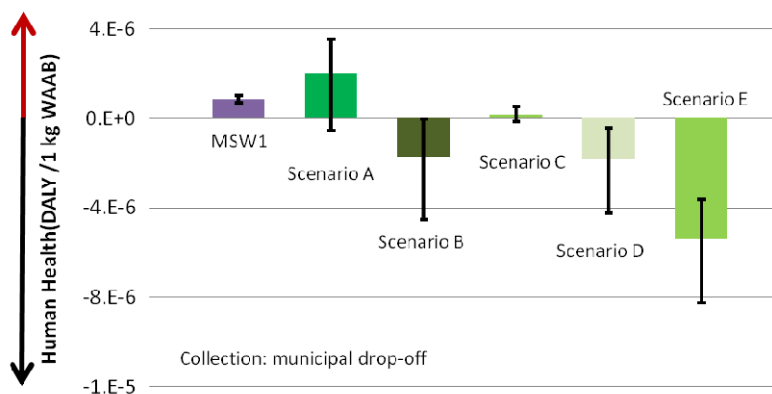 Human Health(DALY /1 kg WAAB)
4.E-6
0.E+0
-4.E-6
-8.E-6
-1.E-5
MSW1
Scenario A
Scenario B
Scenario C
Scenario D
Scenario E
Collection: municipal drop-off